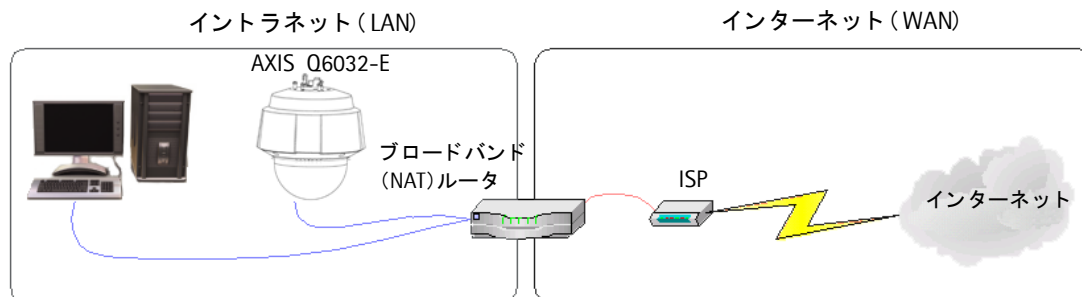 イントラネット(LAN)
インターネット(WAN)
AXIS Q6032-E
ブロードバンド
(NAT)ルータ
ISP
インターネット